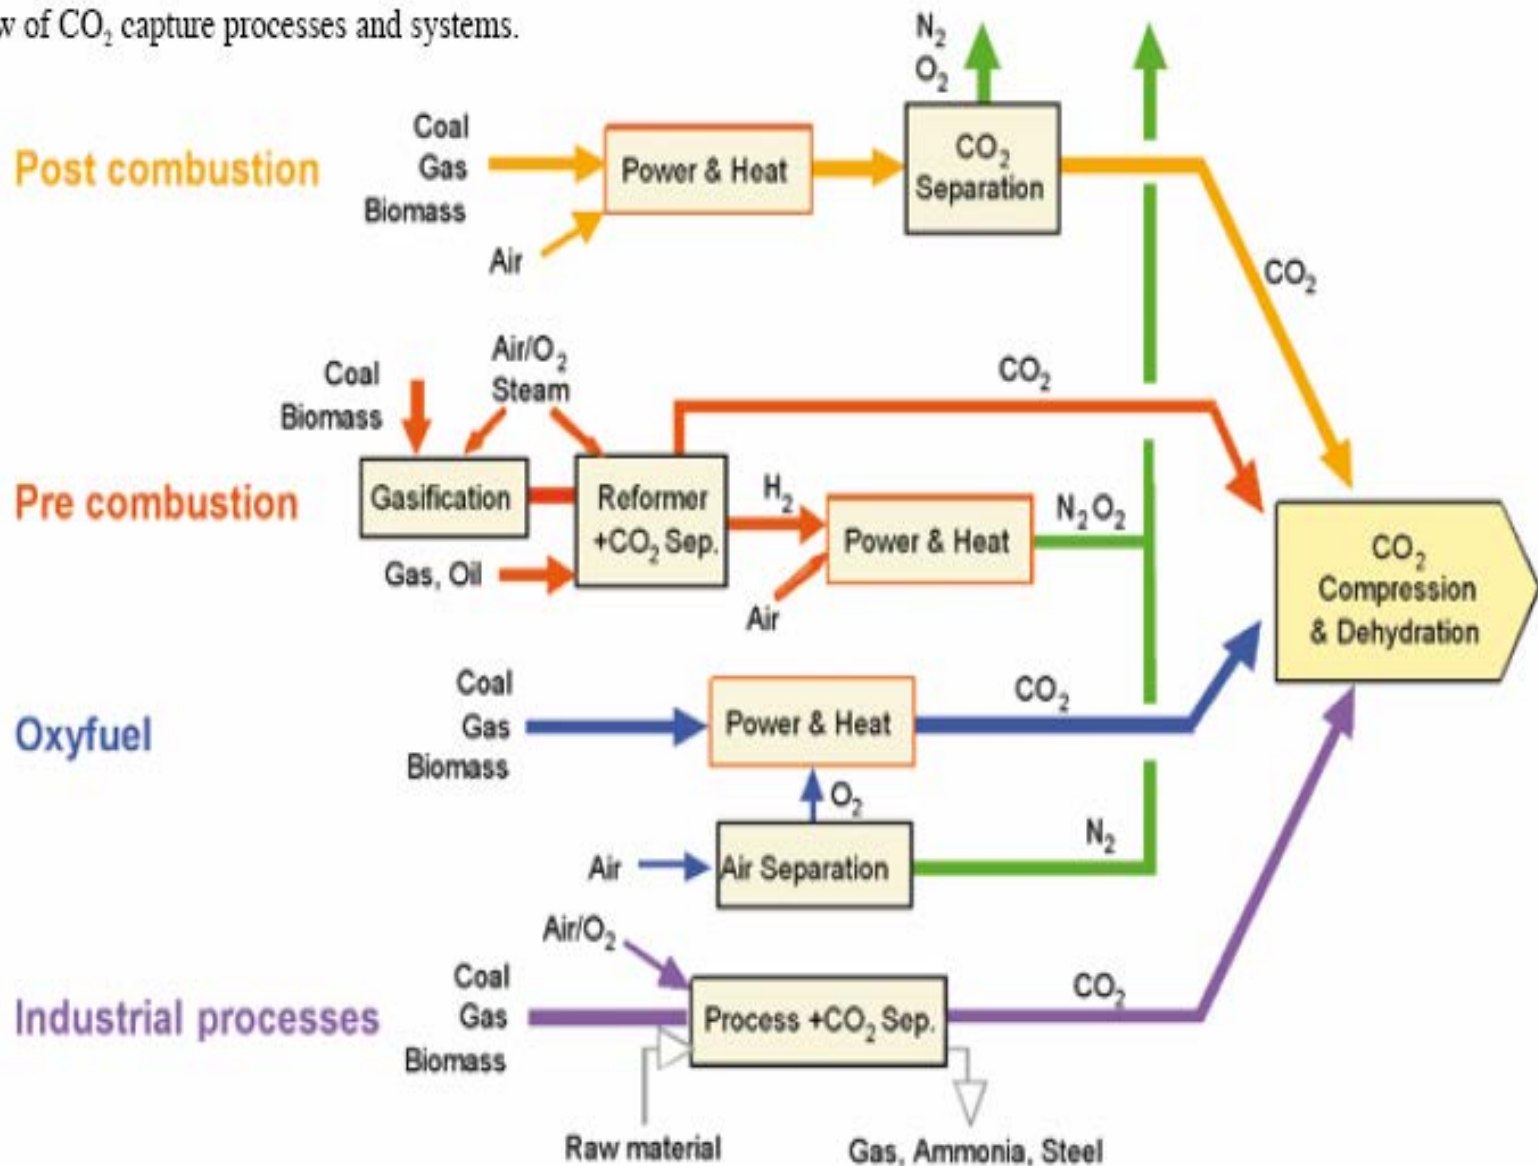 w of CO₂ capture processes and systems.
N₂
O₂
Post combustion
Coal
Gas
Biomass
Air
Power & Heat
CO₂
Separation
CO₂
Pre combustion
Coal
Biomass
Air/O₂
Steam
Gasification
Gas, Oil
Reformer
+CO₂ Sep.
CO₂
H₂
Air
Power & Heat
N₂O₂
CO₂
Compression
& Dehydration
Oxyfuel
Coal
Gas
Biomass
Power & Heat
CO₂
O₂
Air
Air Separation
N₂
Industrial processes
Air/O₂
Coal
Gas
Biomass
Process +CO₂ Sep.
CO₂
Raw material
Gas, Ammonia, Steel